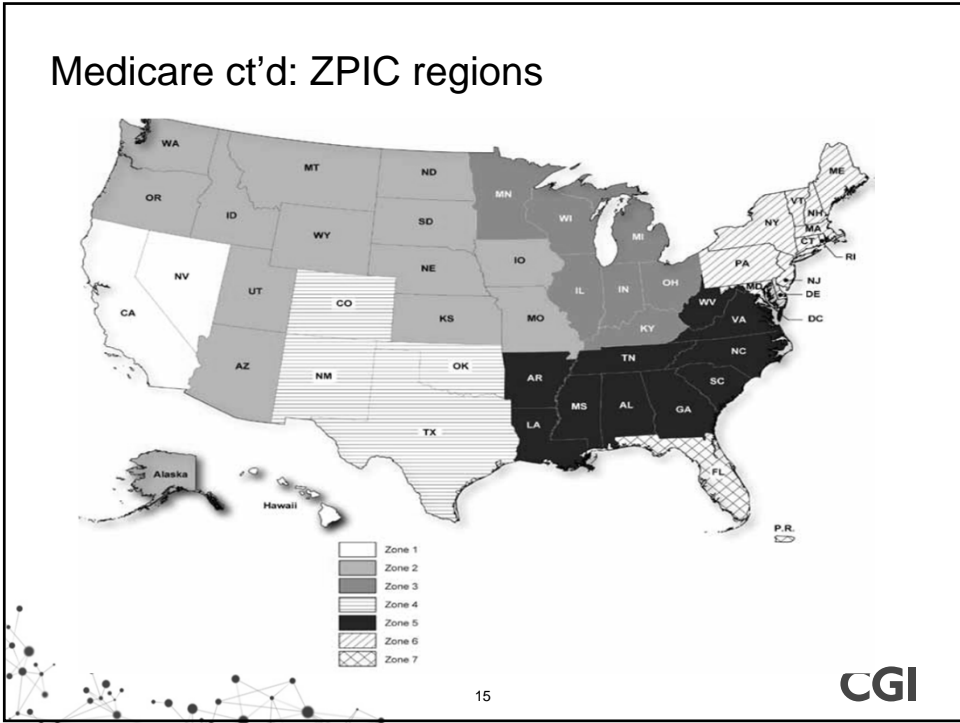 Medicare ct'd: ZPIC regions
WA
MT
ND
MN
ME
OR
ID
SD
WI
MI
VT
NH
NY
MA
CT
RI
WY
NV
UT
NE
IO
PA
NJ
CA
CO
KS
MO
IL
IN
OH
MD
DE
WV
VA
DC
KY
AZ
NM
OK
AR
TN
NC
SC
MS
AL
GA
LA
TX
FL
Alaska
Hawaii
P.R.
Zone 1
Zone 2
Zone 3
Zone 4
Zone 5
Zone 6
Zone 7
15
CGI